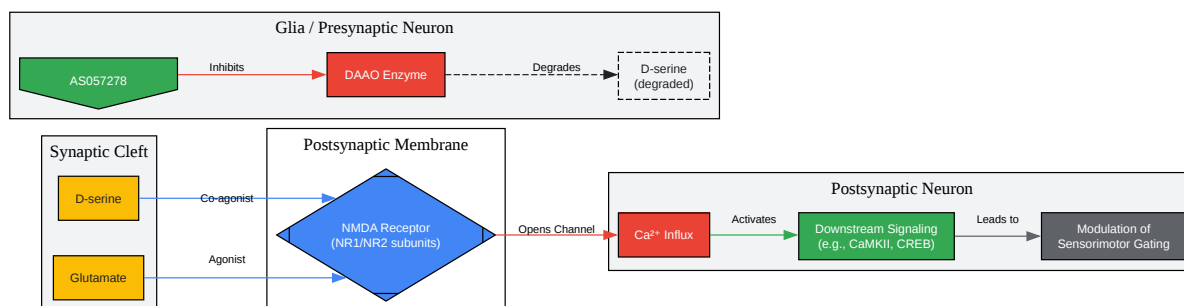 Glia / Presynaptic Neuron
AS057278
Inhibits
DAAO Enzyme
Degrades
D-serine
(degraded)
Synaptic Cleft
D-serine
Glutamate
Co-agonist
Agonist
Postsynaptic Membrane
NMDA Receptor
(NR1/NR2 subunits)
Opens Channel
Postsynaptic Neuron
Ca²⁺ Influx
Activates
Downstream Signaling
(e.g., CaMKII, CREB)
Leads to
Modulation of
Sensorimotor Gating